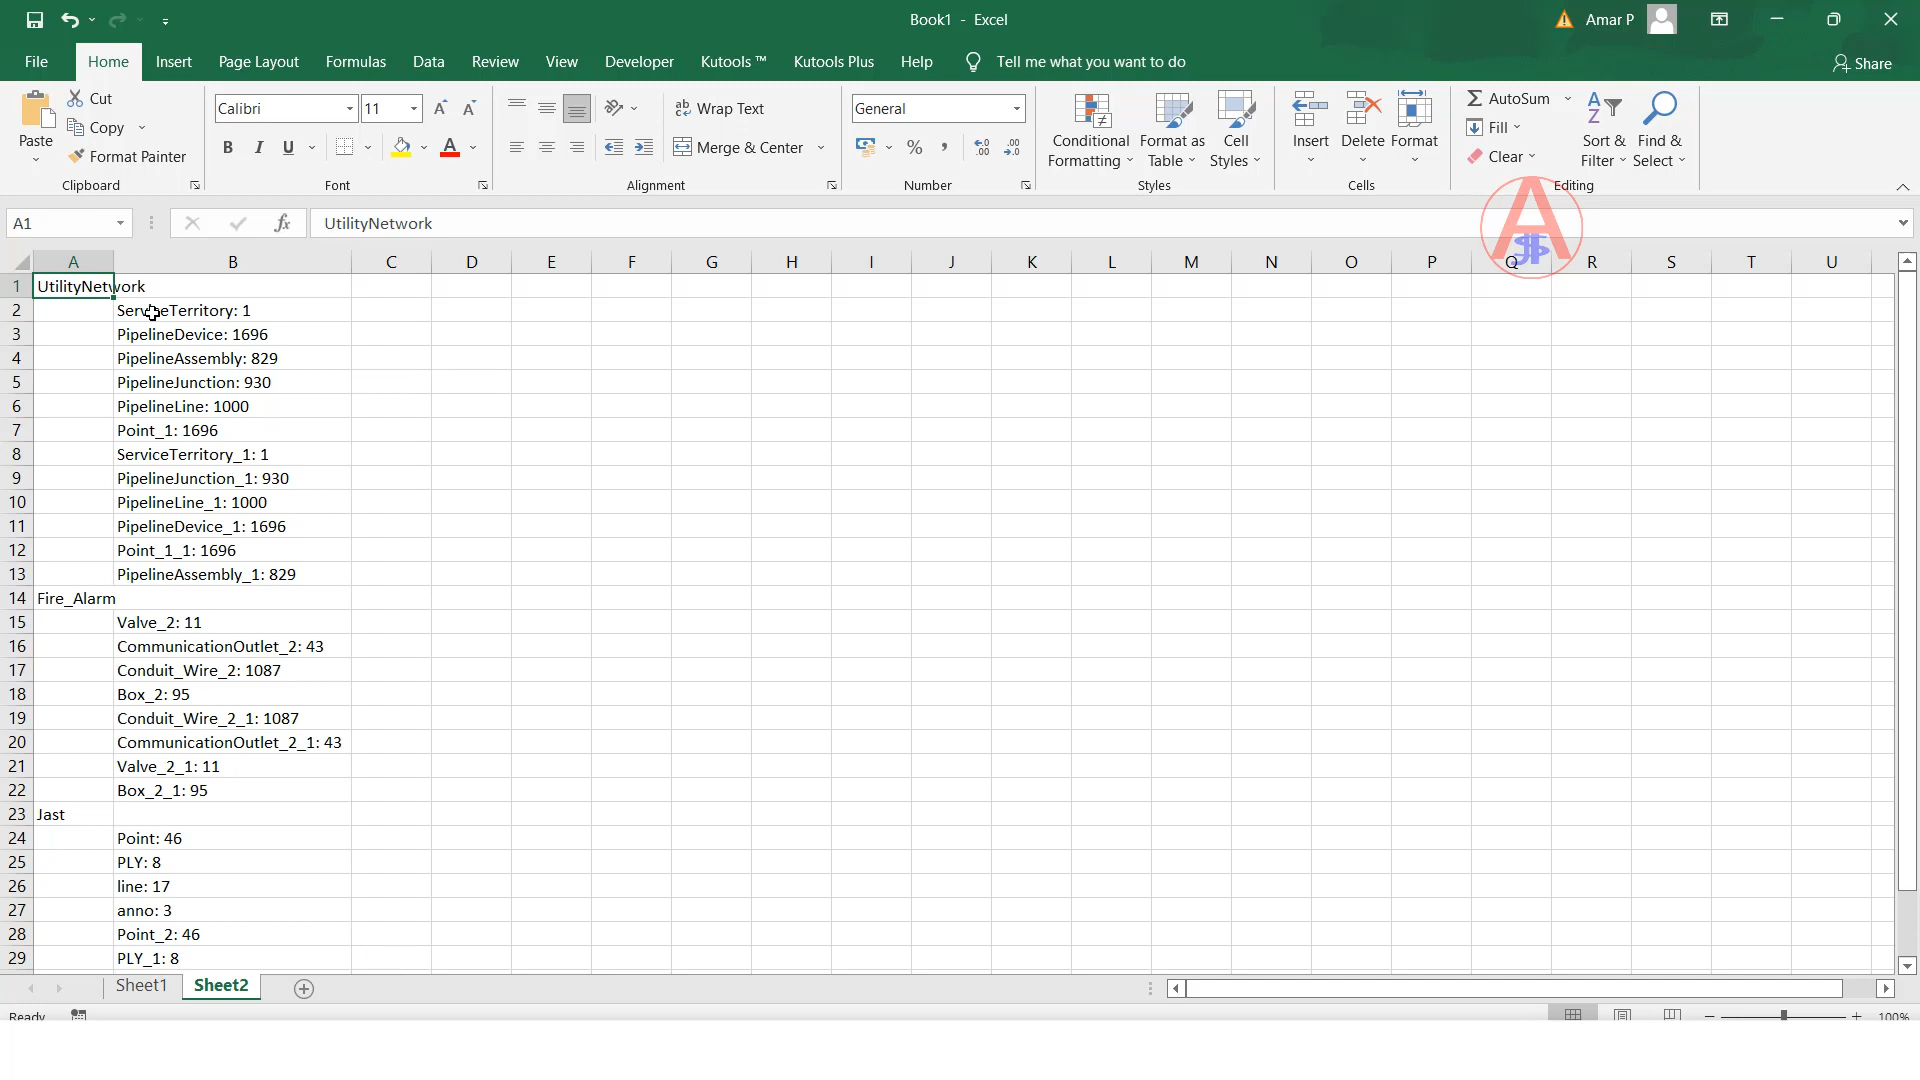 Book1 - Excel
Amar P
File Home Insert Page Layout Formulas Data Review View Developer Kutools ™ Kutools Plus Help Tell me what you want to do Share
Paste
Cut
Copy
Format Painter
Clipboard
Calibri 11
B I U
Font
Wrap Text
Merge & Center
Alignment
General
% ,
Number
Conditional Formatting
Format as Table
Cell Styles
Styles
Insert Delete Format
Cells
AutoSum
Fill
Clear
Sort & Filter
Find & Select
Editing
A1 fx UtilityNetwork
A B C D E F G H I J K L M N O P Q R S T U
1 UtilityNetwork
2 ServiceTerritory: 1
3 PipelineDevice: 1696
4 PipelineAssembly: 829
5 PipelineJunction: 930
6 PipelineLine: 1000
7 Point_1: 1696
8 ServiceTerritory_1: 1
9 PipelineJunction_1: 930
10 PipelineLine_1: 1000
11 PipelineDevice_1: 1696
12 Point_1_1: 1696
13 PipelineAssembly_1: 829
14 Fire_Alarm
15 Valve_2: 11
16 CommunicationOutlet_2: 43
17 Conduit_Wire_2: 1087
18 Box_2: 95
19 Conduit_Wire_2_1: 1087
20 CommunicationOutlet_2_1: 43
21 Valve_2_1: 11
22 Box_2_1: 95
23 Jast
24 Point: 46
25 PLY: 8
26 line: 17
27 anno: 3
28 Point_2: 46
29 PLY_1: 8
Sheet1 Sheet2
Ready 100%